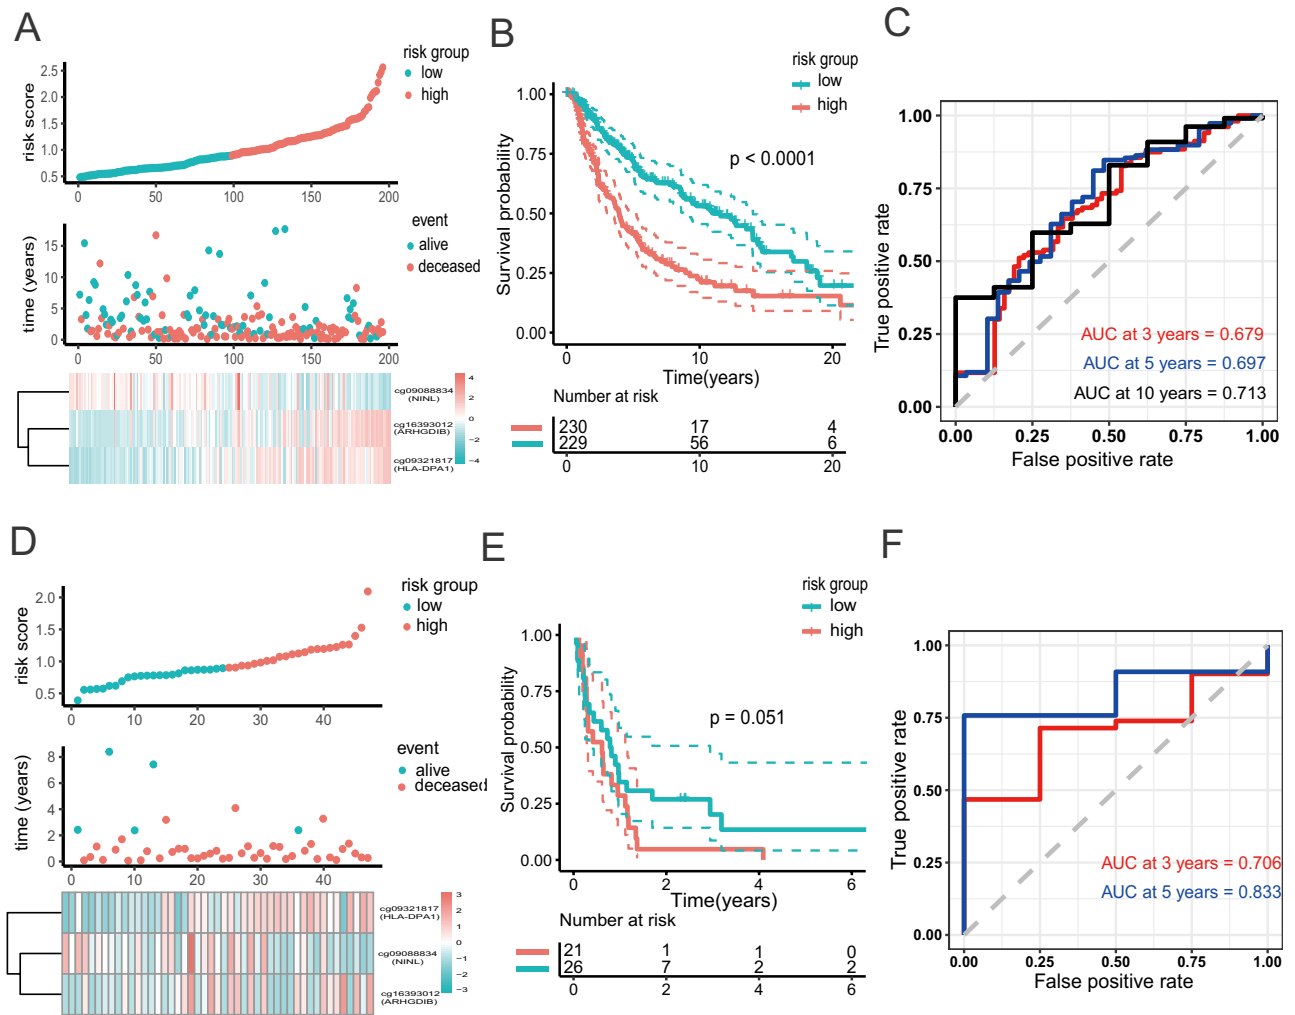 A
risk group
low
high
risk score
2.5
2.0
1.5
1.0
0.5
0
50
100
150
200
event
alive
deceased
time (years)
15
10
5
0
0
50
100
150
200
cg09088834
(NINL)
cg16393012
(ARHGDIB)
cg09321817
(HLA-DPA1)
4
2
0
−2
−4
B
risk group
low
high
Survival probability
1.00
0.75
0.50
0.25
0.00
p < 0.0001
0
10
20
Time(years)
Number at risk
230 17 4
229 56 6
0 10 20
C
True positive rate
1.00
0.75
0.50
0.25
0.00
AUC at 3 years = 0.679
AUC at 5 years = 0.697
AUC at 10 years = 0.713
0.00 0.25 0.50 0.75 1.00
False positive rate
D
risk group
low
high
risk score
2.0
1.5
1.0
0.5
0
10
20
30
40
event
alive
deceased
time (years)
8
6
4
2
0
0
10
20
30
40
cg09321817
(HLA-DPA1)
cg09088834
(NINL)
cg16393012
(ARHGDIB)
3
2
1
0
−1
−2
−3
E
risk group
low
high
Survival probability
1.00
0.75
0.50
0.25
0.00
p = 0.051
0 2 4 6
Time(years)
Number at risk
21 1 1 0
26 7 2 2
0 2 4 6
F
True positive rate
1.00
0.75
0.50
0.25
0.00
AUC at 3 years = 0.706
AUC at 5 years = 0.833
0.00 0.25 0.50 0.75 1.00
False positive rate